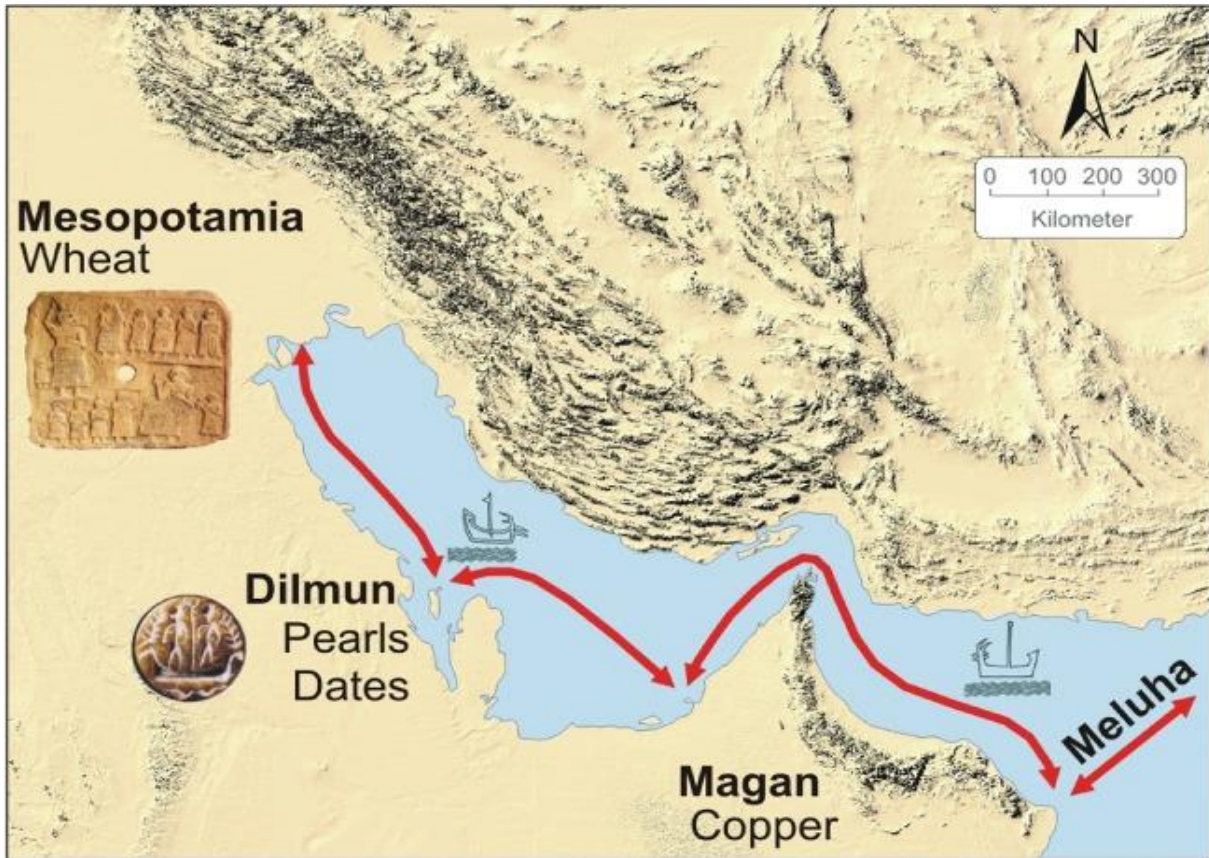 N
0 100 200 300
Kilometer
Mesopotamia
Wheat
Dilmun
Pearls
Dates
Meluha
Magan
Copper